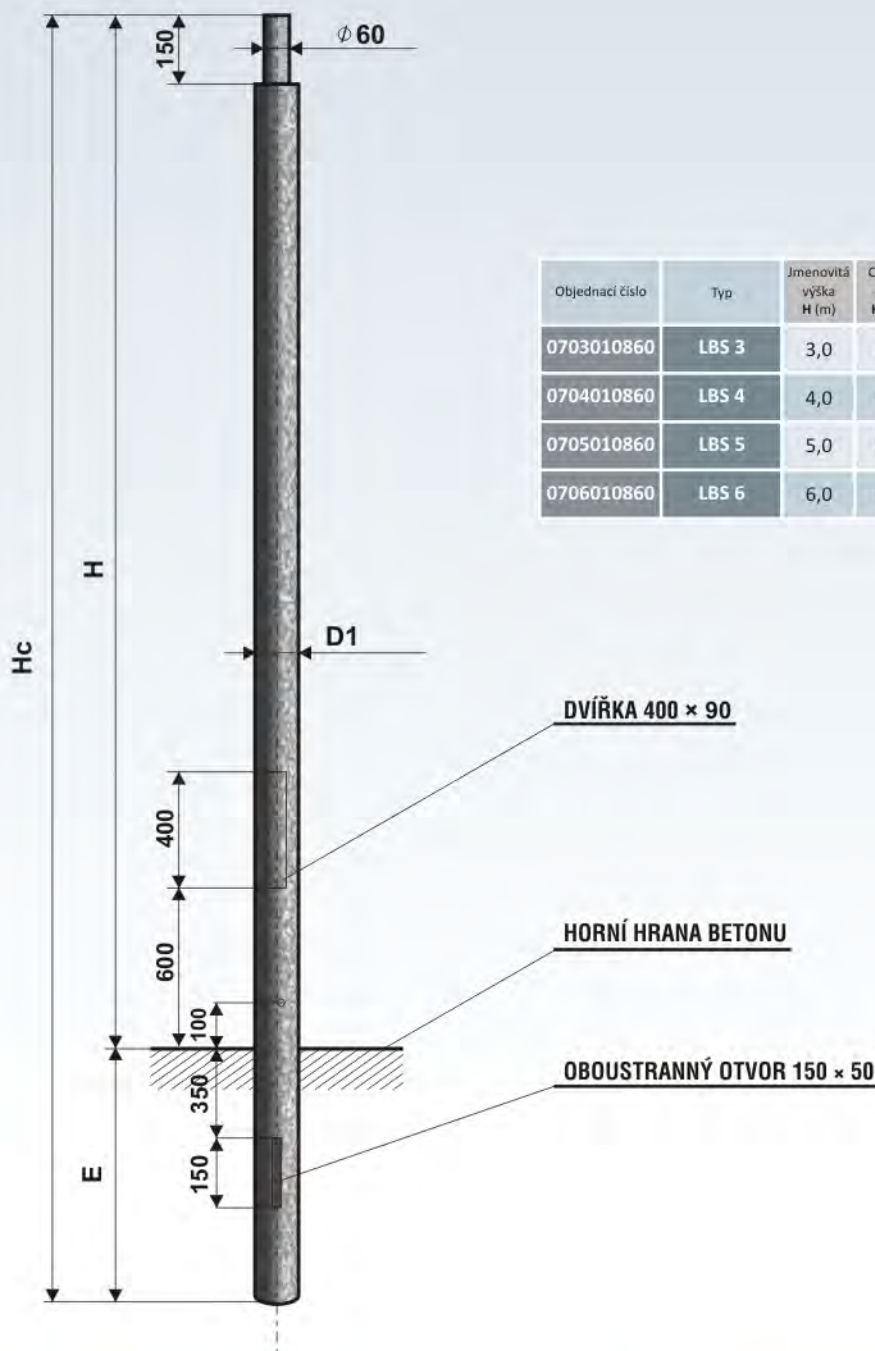 150
ϕ 60
Objednací číslo
Typ
Jmenovitá
výška
H (m)
0703010860
LBS 3
3,0
0704010860
LBS 4
4,0
0705010860
LBS 5
5,0
0706010860
LBS 6
6,0
H
Hc
D1
DVÍŘKA 400 × 90
400
600
HORNÍ HRANA BETONU
100
350
OBOUSTRANNÝ OTVOR 150 × 50
150
E